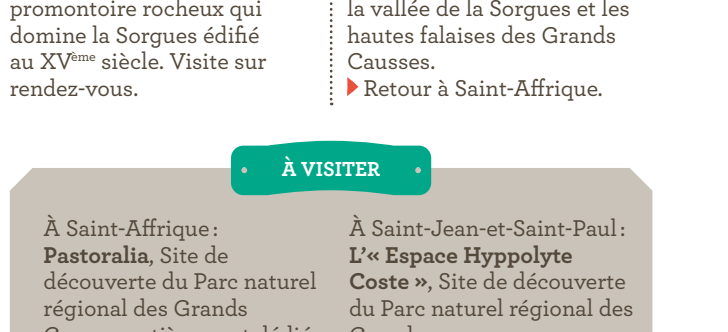 promontoire rocheux qui
domine la Sorgues édifié
au XVème siècle. Visite sur
rendez-vous.
la vallée de la Sorgues et les
hautes falaises des Grands
Causses.
Retour à Saint-Affrique.
À VISITER
À Saint-Affrique :
Pastoralia, Site de
découverte du Parc naturel
régional des Grands
À Saint-Jean-et-Saint-Paul :
L'« Espace Hyppolyte
Coste », Site de découverte
du Parc naturel régional des